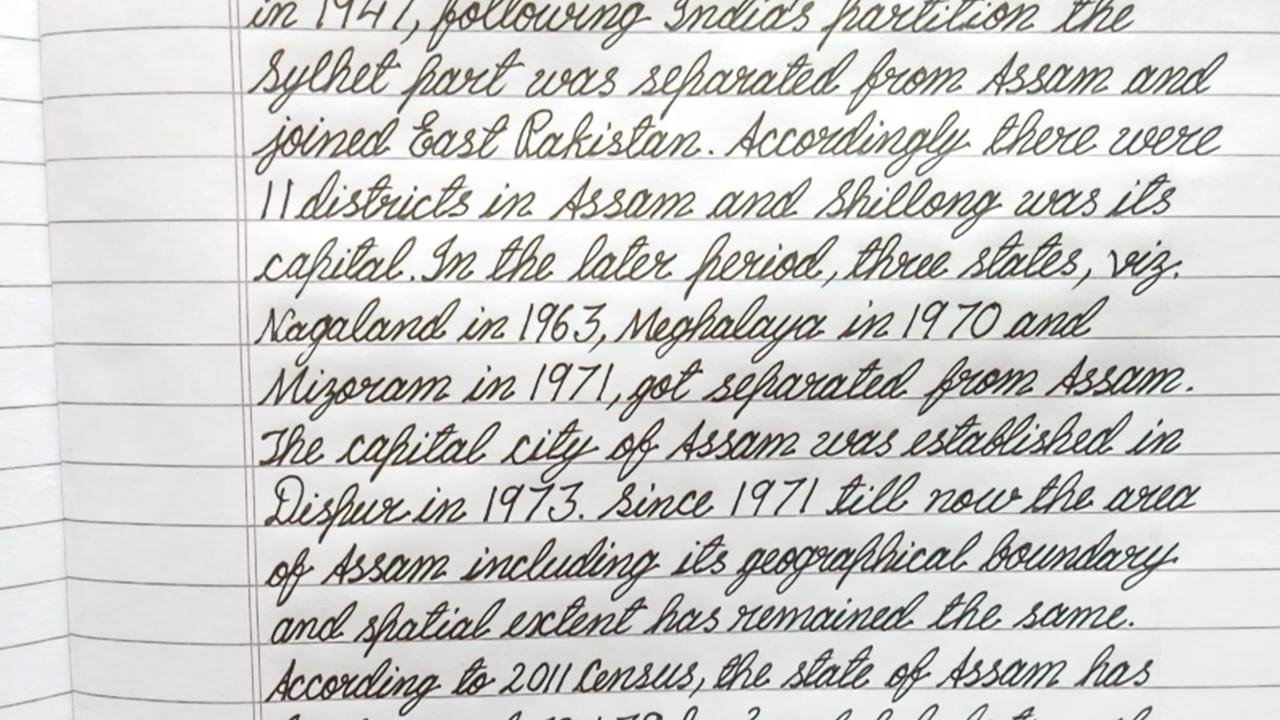 in 1947, following India's partition the
Sylhet part was separated from Assam and
joined East Pakistan. Accordingly there were
11 districts in Assam and Shillong was its
capital. In the later period, three states, viz.
Nagaland in 1963, Meghalaya in 1970 and
Mizoram in 1971, got separated from Assam.
The capital city of Assam was established in
Dispur in 1973. Since 1971 till now the area
of Assam including its geographical boundary
and spatial extent has remained the same.
According to 2011 Census, the state of Assam has